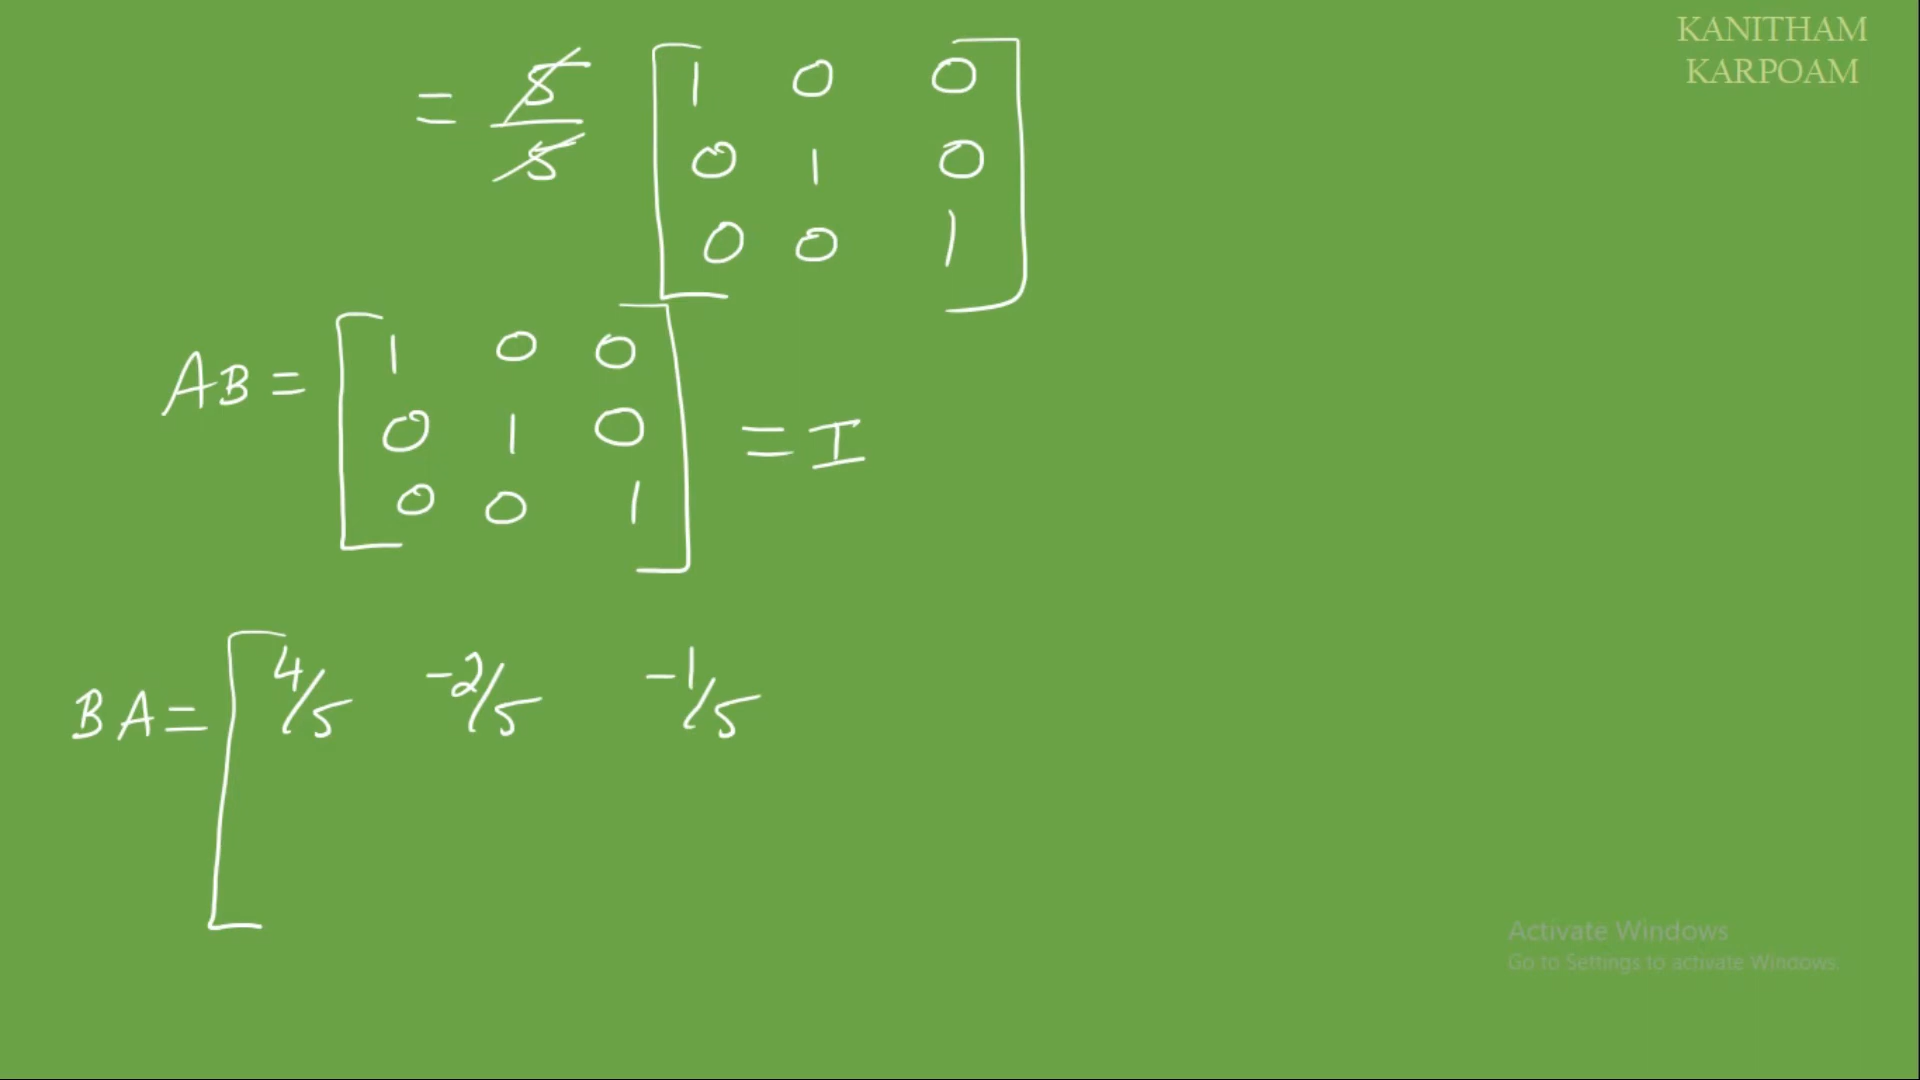 KANITHAM
KARPOAM
= 5/5 [1 0 0
0 1 0
0 0 1]
AB = [1 0 0
0 1 0
0 0 1] = I
BA = [4/5 -2/5 -1/5
Activate Windows
Go to Settings to activate Windows.